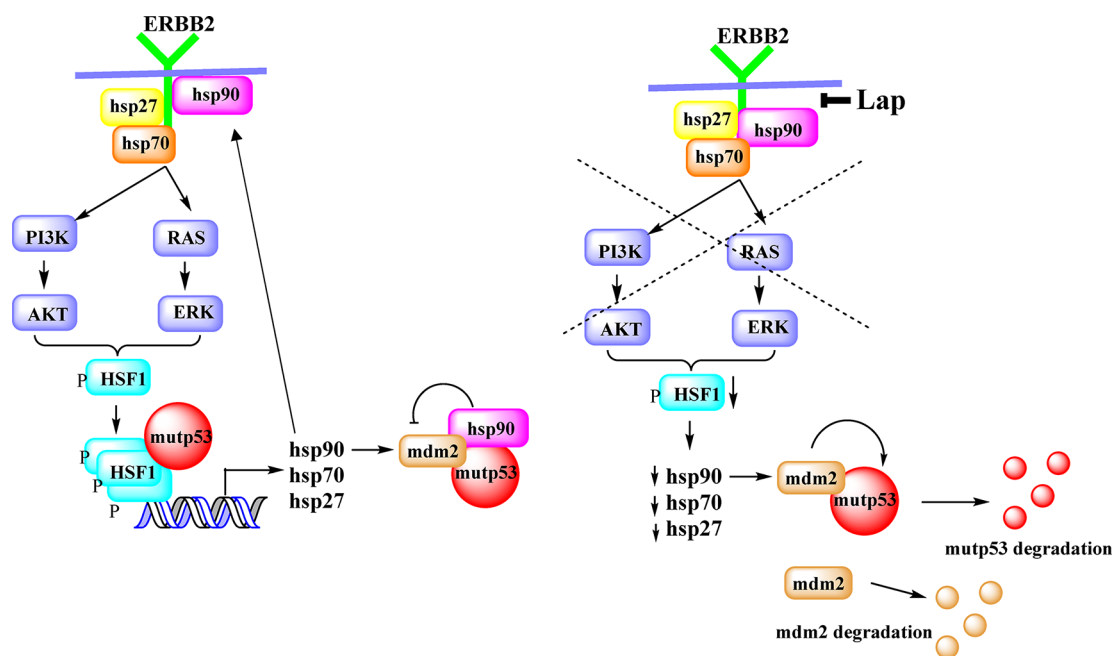 ERBB2
hsp27
hsp90
hsp70
PI3K
RAS
AKT
ERK
P
HSF1
mutp53
P
HSF1
P
P
hsp90
hsp70
hsp27
hsp90
mdm2
mutp53
ERBB2
Lap
hsp27
hsp90
hsp70
PI3K
RAS
AKT
ERK
P
HSF1
hsp90
hsp70
hsp27
mdm2
mutp53
mutp53 degradation
mdm2
mdm2 degradation